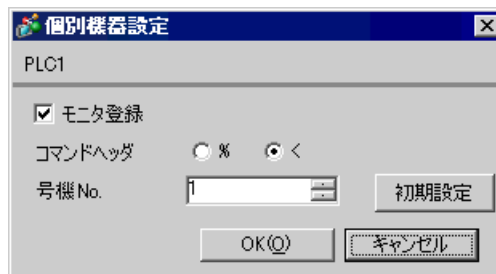 個別機器設定
PLC1
モニタ登録
コマンドヘッダ % <
号機No. 1 初期設定
OK(O) キャンセル